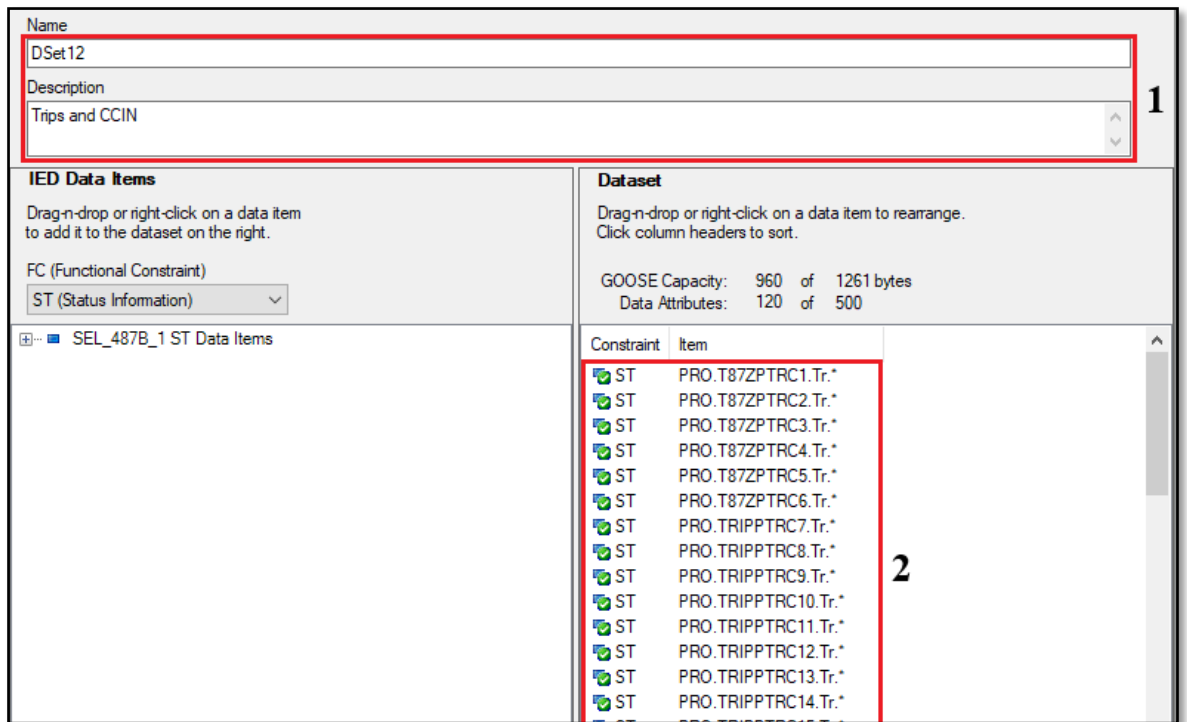 Name
DSet12
Description
Trips and CCIN
1
IED Data Items
Drag-n-drop or right-click on a data item
to add it to the dataset on the right.
FC (Functional Constraint)
ST (Status Information)
SEL_487B_1 ST Data Items
Dataset
Drag-n-drop or right-click on a data item to rearrange.
Click column headers to sort.
GOOSE Capacity: 960 of 1261 bytes
Data Attributes: 120 of 500
Constraint Item
ST PRO.T87ZPTRC1.Tr.*
ST PRO.T87ZPTRC2.Tr.*
ST PRO.T87ZPTRC3.Tr.*
ST PRO.T87ZPTRC4.Tr.*
ST PRO.T87ZPTRC5.Tr.*
ST PRO.T87ZPTRC6.Tr.*
ST PRO.TRIPPTRC7.Tr.*
ST PRO.TRIPPTRC8.Tr.*
ST PRO.TRIPPTRC9.Tr.*
ST PRO.TRIPPTRC10.Tr.*
ST PRO.TRIPPTRC11.Tr.*
ST PRO.TRIPPTRC12.Tr.*
ST PRO.TRIPPTRC13.Tr.*
ST PRO.TRIPPTRC14.Tr.*
2